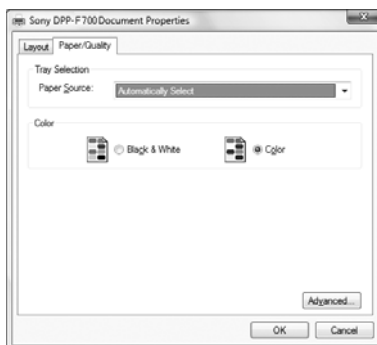 Sony DPP-F700 Document Properties
Layout Paper/Quality
Tray Selection
Paper Source: Automatically Select
Color
Black & White Color
Advanced...
OK Cancel